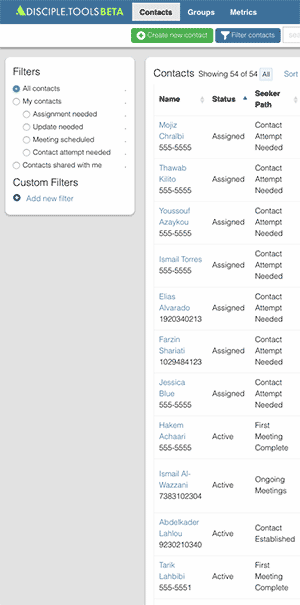 DISCIPLE.TOOLSBETA
Contacts Groups Metrics
Create new contact Filter contacts
Filters
All contacts
My contacts
Assignment needed
Update needed
Meeting scheduled
Contact attempt needed
Contacts shared with me
Custom Filters
Add new filter
Contacts Showing 54 of 54 All Sort
Name Status Seeker
Path
Mojiz
Chralbi
555-5555
Assigned
Contact
Attempt
Needed
Thawab
Kilito
555-5555
Assigned
Contact
Attempt
Needed
Youssouf
Azaykou
555-5555
Assigned
Contact
Attempt
Needed
Ismail Torres
555-5555
Assigned
Contact
Attempt
Needed
Elias
Alvarado
1920340213
Assigned
Contact
Attempt
Needed
Farzin
Shariati
1029484123
Assigned
Contact
Attempt
Needed
Jessica
Blue
555-5555
Assigned
Contact
Attempt
Needed
Hakem
Achaari
555-5555
Active
First
Meeting
Complete
Ismail Al-
Wazzani
7383102304
Active
Ongoing
Meetings
Abdelkader
Lahlou
9230210340
Active
Contact
Established
Tarik
Lahbibi
555-5551
Active
First
Meeting
Complete